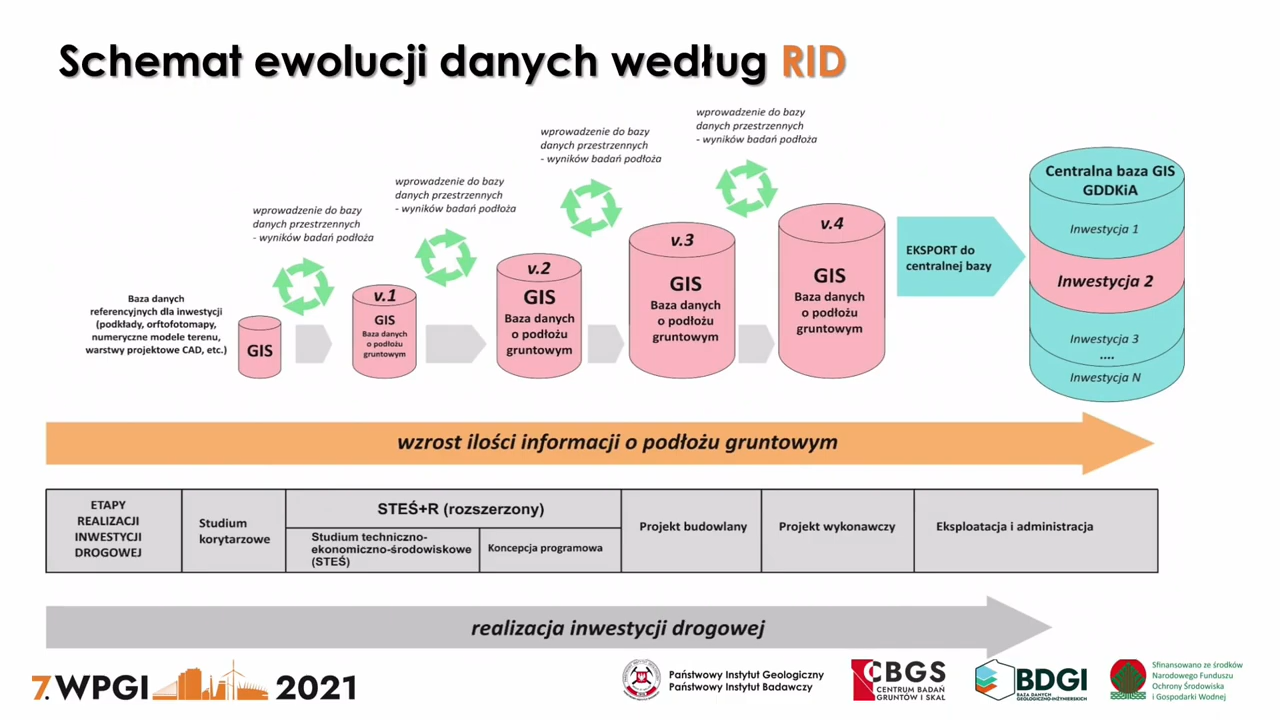 Schemat ewolucji danych według RID
wprowadzenie do bazy
danych przestrzennych
- wyników badań podłoża
wprowadzenie do bazy
danych przestrzennych
- wyników badań podłoża
wprowadzenie do bazy
danych przestrzennych
- wyników badań podłoża
wprowadzenie do bazy
danych przestrzennych
- wyników badań podłoża
Baza danych
referencyjnych dla inwestycji
(podkłady, orftofotomapy,
numeryczne modele terenu,
warstwy projektowe CAD, etc.)
GIS
v.1
GIS
Baza danych
o podłożu
gruntowym
v.2
GIS
Baza danych
o podłożu
gruntowym
v.3
GIS
Baza danych
o podłożu
gruntowym
v.4
GIS
Baza danych
o podłożu
gruntowym
EKSPORT do
centralnej bazy
Centralna baza GIS
GDDKiA
Inwestycja 1
Inwestycja 2
Inwestycja 3
....
Inwestycja N
wzrost ilości informacji o podłożu gruntowym
ETAPY
REALIZACJI
INWESTYCJI
DROGOWEJ
Studium
korytarzowe
STEŚ+R (rozszerzony)
Studium techniczno-
ekonomiczno-środowiskowe
(STEŚ)
Koncepcja programowa
Projekt budowlany
Projekt wykonawczy
Eksploatacja i administracja
realizacja inwestycji drogowej
7. WPGI 2021
Państwowy Instytut Geologiczny
Państwowy Instytut Badawczy
CBGS
CENTRUM BADAŃ
GRUNTÓW I SKAŁ
BDGI
BAZA DANYCH
GEOLOGICZNO-INŻYNIERSKICH
Sfinansowano ze środków
Narodowego Funduszu
Ochrony Środowiska
i Gospodarki Wodnej